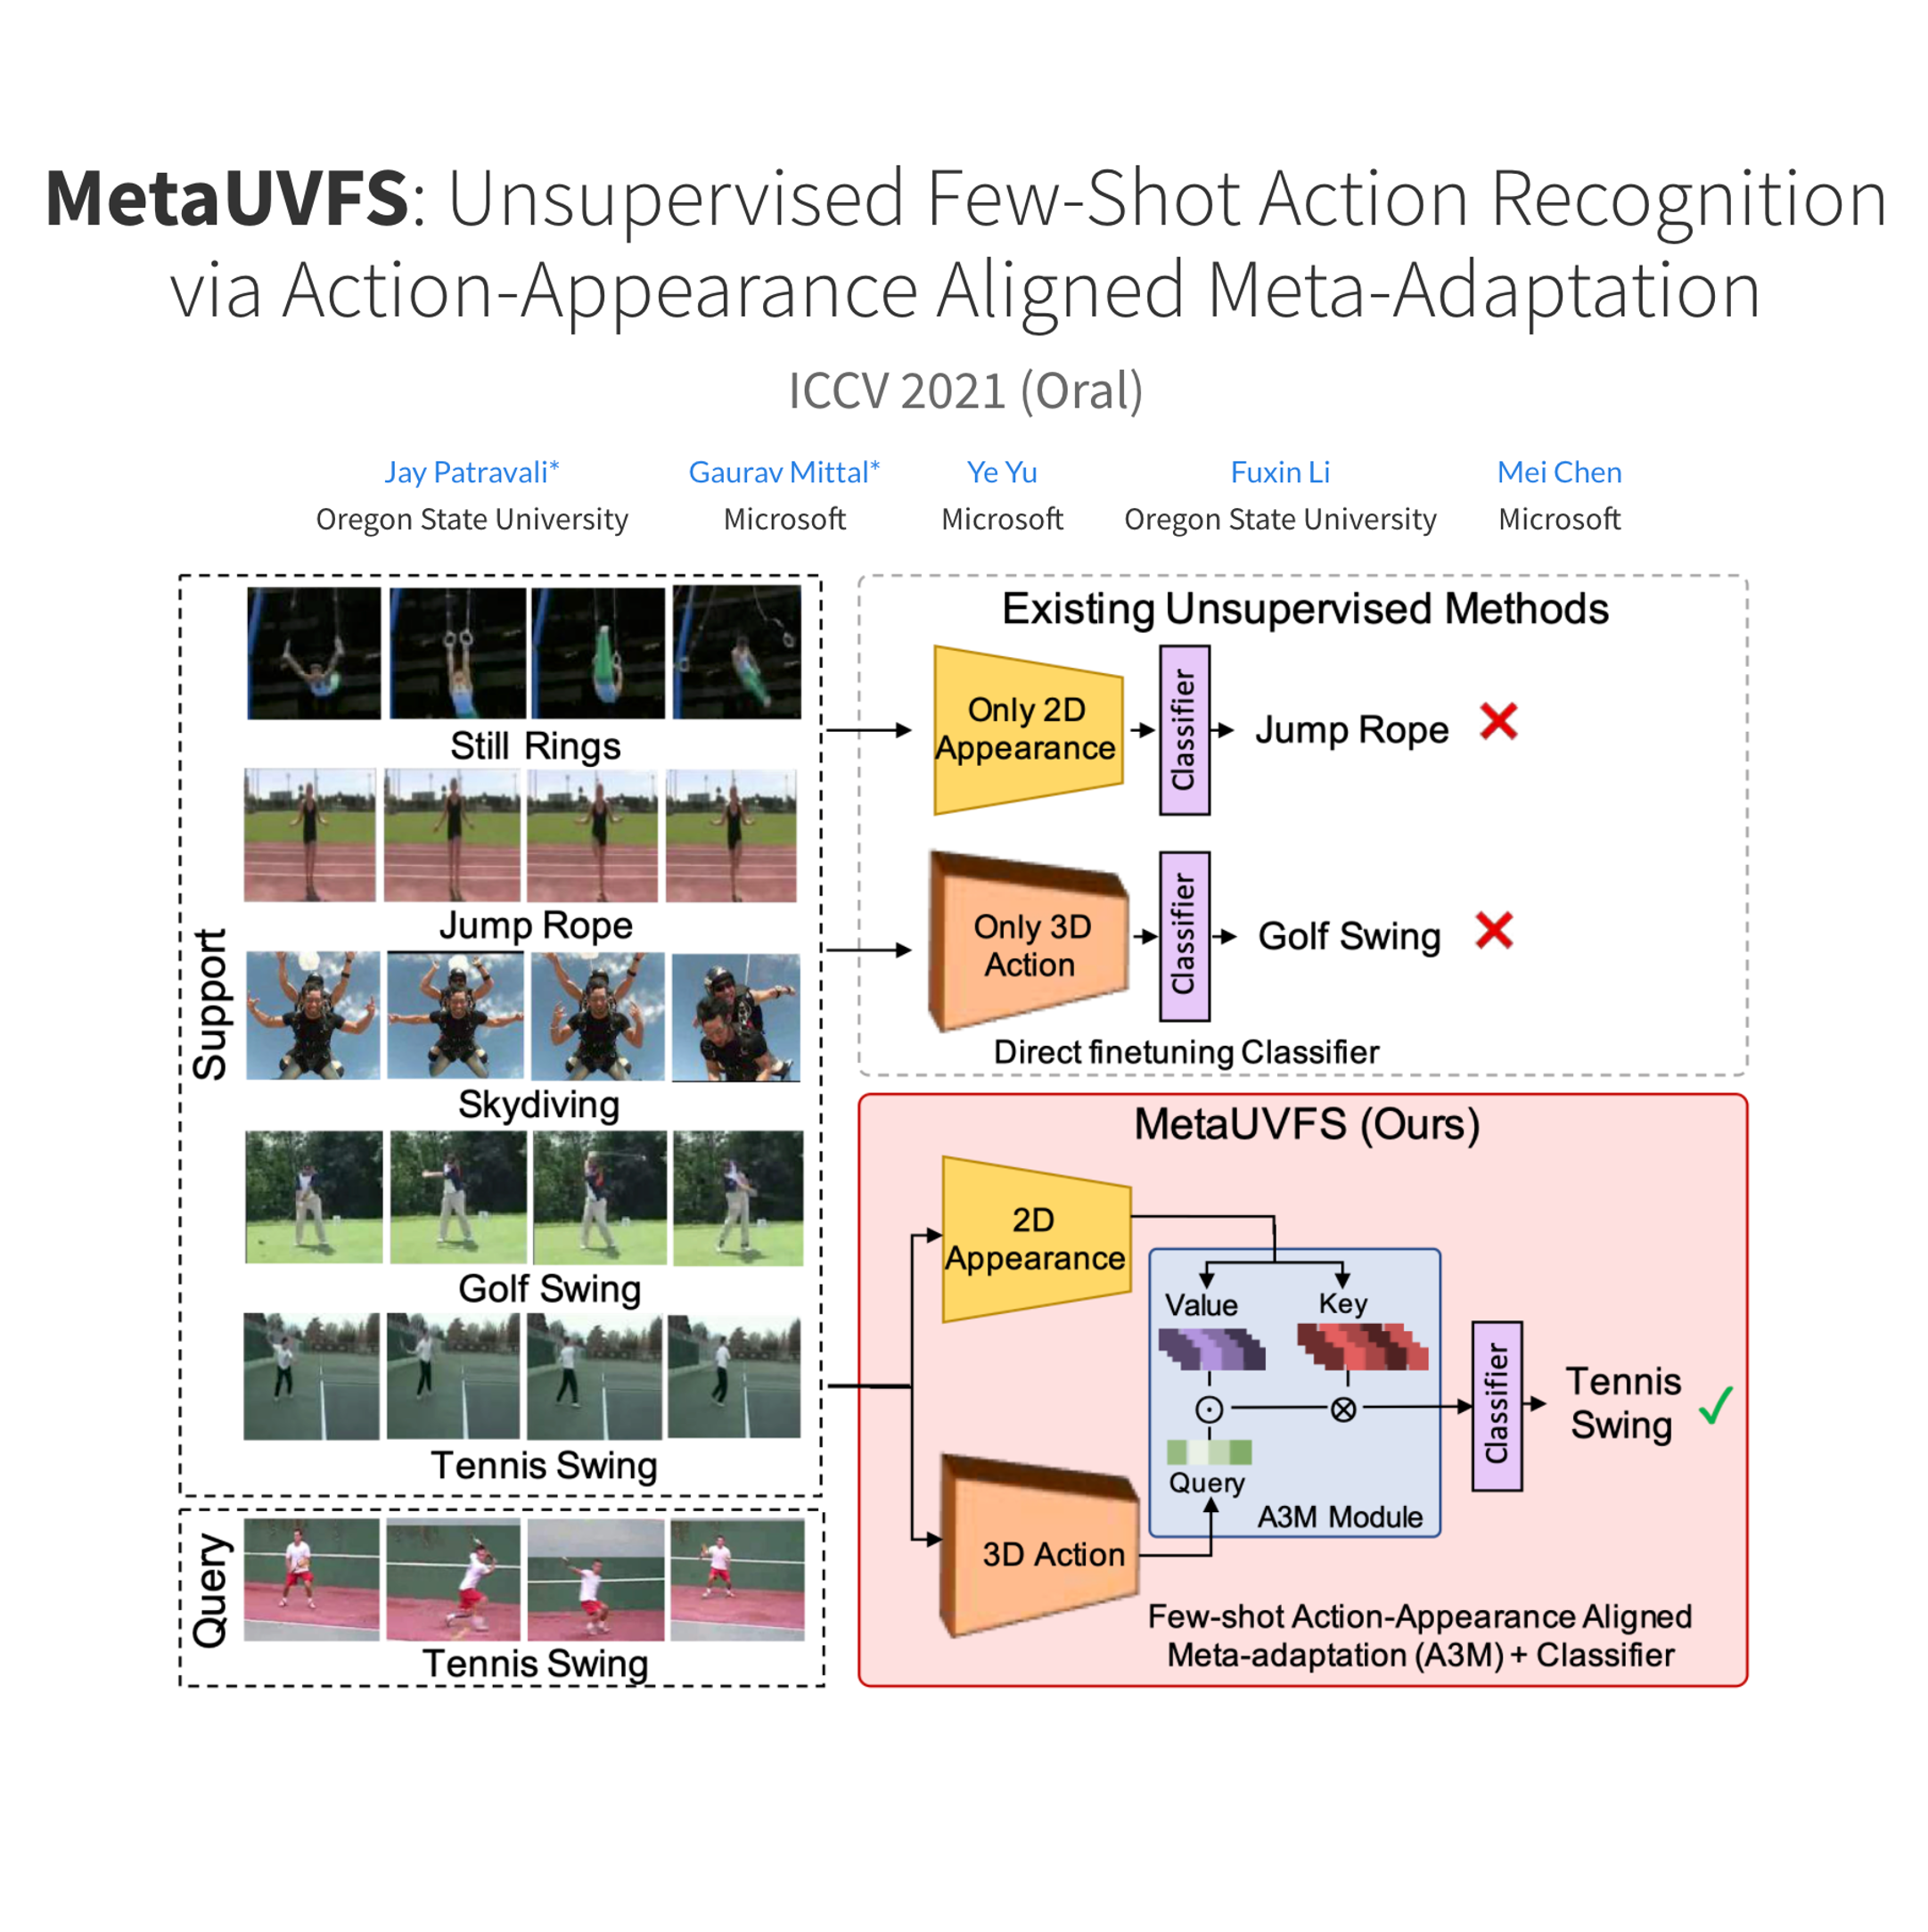 MetaUVFS: Unsupervised Few-Shot Action Recognition
via Action-Appearance Aligned Meta-Adaptation
ICCV 2021 (Oral)
Jay Patravali* Gaurav Mittal* Ye Yu Fuxin Li Mei Chen
Oregon State University Microsoft Microsoft Oregon State University Microsoft
Support
Still Rings
Jump Rope
Skydiving
Golf Swing
Tennis Swing
Query
Tennis Swing
Existing Unsupervised Methods
Only 2D
Appearance
Classifier
Jump Rope
Only 3D
Action
Classifier
Golf Swing
Direct finetuning Classifier
MetaUVFS (Ours)
2D
Appearance
Value
Key
Query
A3M Module
3D Action
Classifier
Tennis
Swing
Few-shot Action-Appearance Aligned
Meta-adaptation (A3M) + Classifier